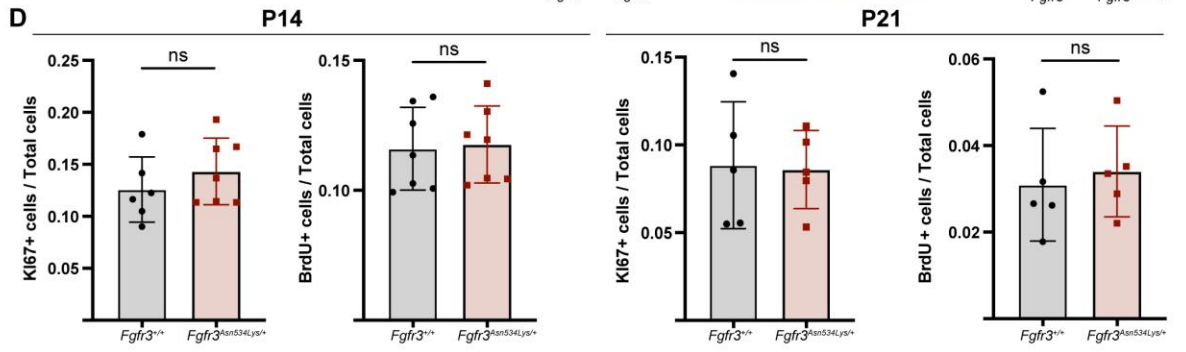 D
P14
P21
ns
ns
ns
ns
KI67+ cells / Total cells
0.25
0.20
0.15
0.10
0.05
Fgfr3+/+
Fgfr3Asn534Lys/+
BrdU+ cells / Total cells
0.15
0.10
Fgfr3+/+
Fgfr3Asn534Lys/+
KI67+ cells / Total cells
0.15
0.10
0.05
Fgfr3+/+
Fgfr3Asn534Lys/+
BrdU+ cells / Total cells
0.06
0.04
0.02
Fgfr3+/+
Fgfr3Asn534Lys/+